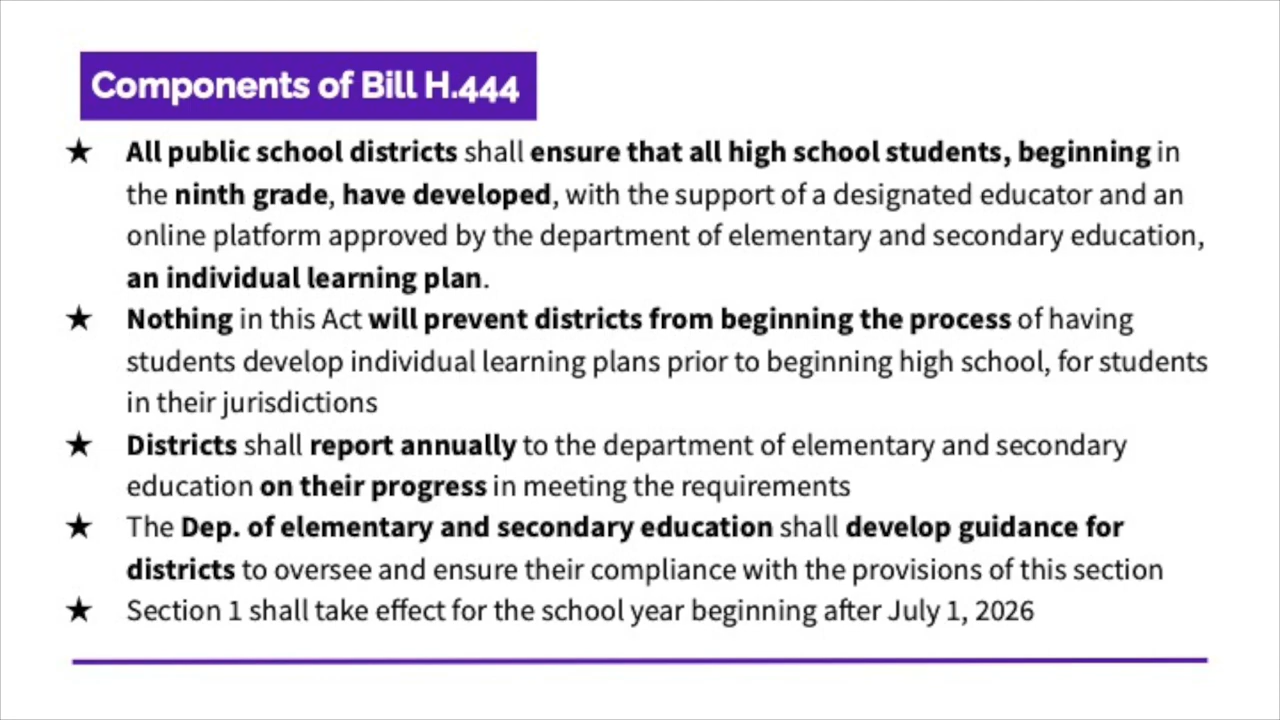 Components of Bill H.444
★ All public school districts shall ensure that all high school students, beginning in
the ninth grade, have developed, with the support of a designated educator and an
online platform approved by the department of elementary and secondary education,
an individual learning plan.
★ Nothing in this Act will prevent districts from beginning the process of having
students develop individual learning plans prior to beginning high school, for students
in their jurisdictions
★ Districts shall report annually to the department of elementary and secondary
education on their progress in meeting the requirements
★ The Dep. of elementary and secondary education shall develop guidance for
districts to oversee and ensure their compliance with the provisions of this section
★ Section 1 shall take effect for the school year beginning after July 1, 2026